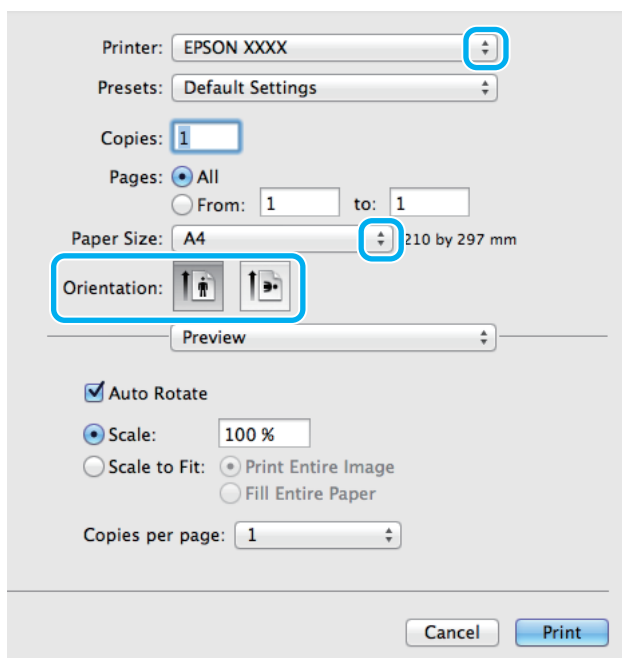 Printer: EPSON XXXX
Presets: Default Settings
Copies: 1
Pages: All
From: 1 to: 1
Paper Size: A4 210 by 297 mm
Orientation:
Preview
Auto Rotate
Scale: 100 %
Scale to Fit: Print Entire Image
Fill Entire Paper
Copies per page: 1
Cancel Print